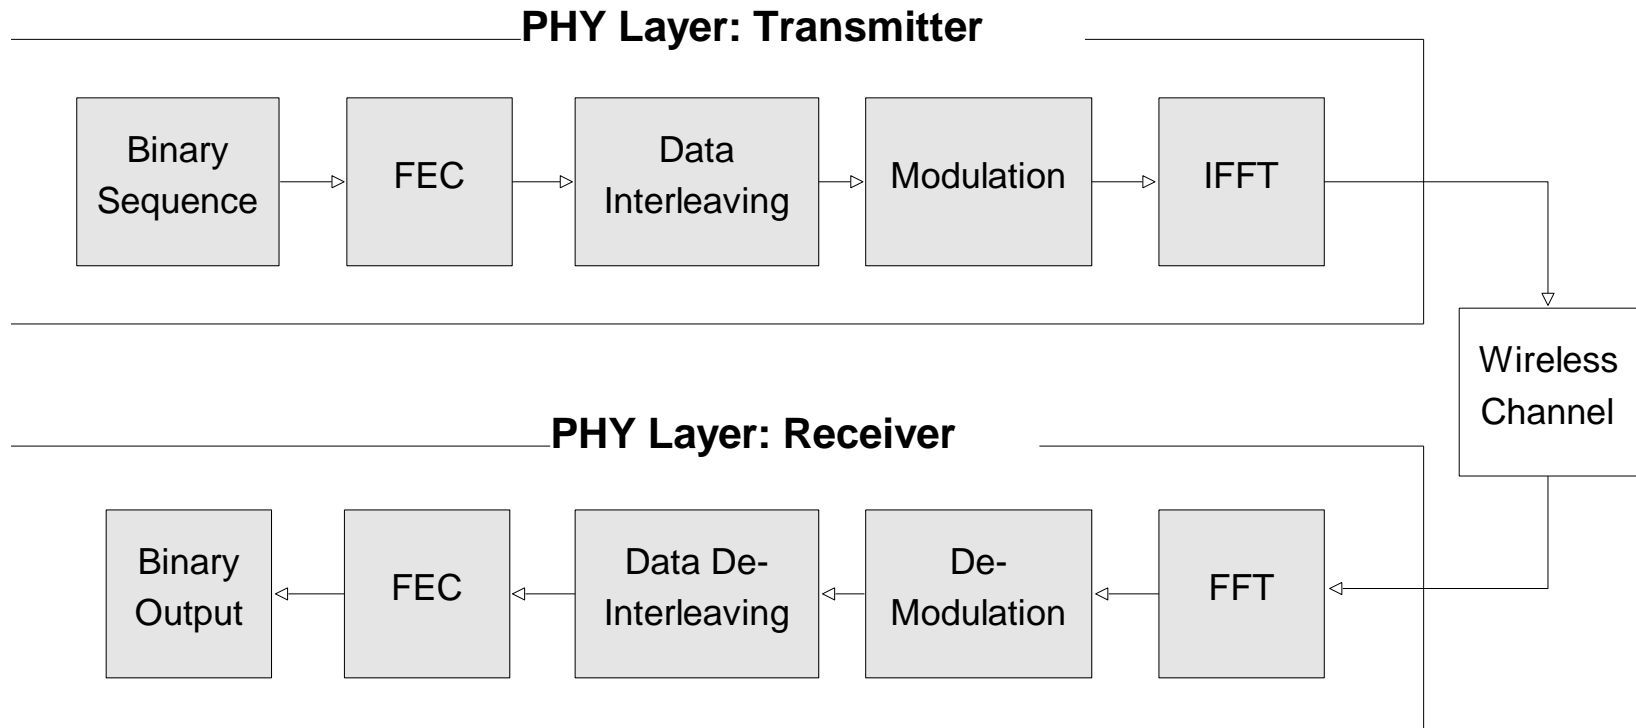 PHY Layer: Transmitter
Binary
Sequence
FEC
Data
Interleaving
Modulation
IFFT
Wireless
Channel
PHY Layer: Receiver
Binary
Output
FEC
Data De-
Interleaving
De-
Modulation
FFT